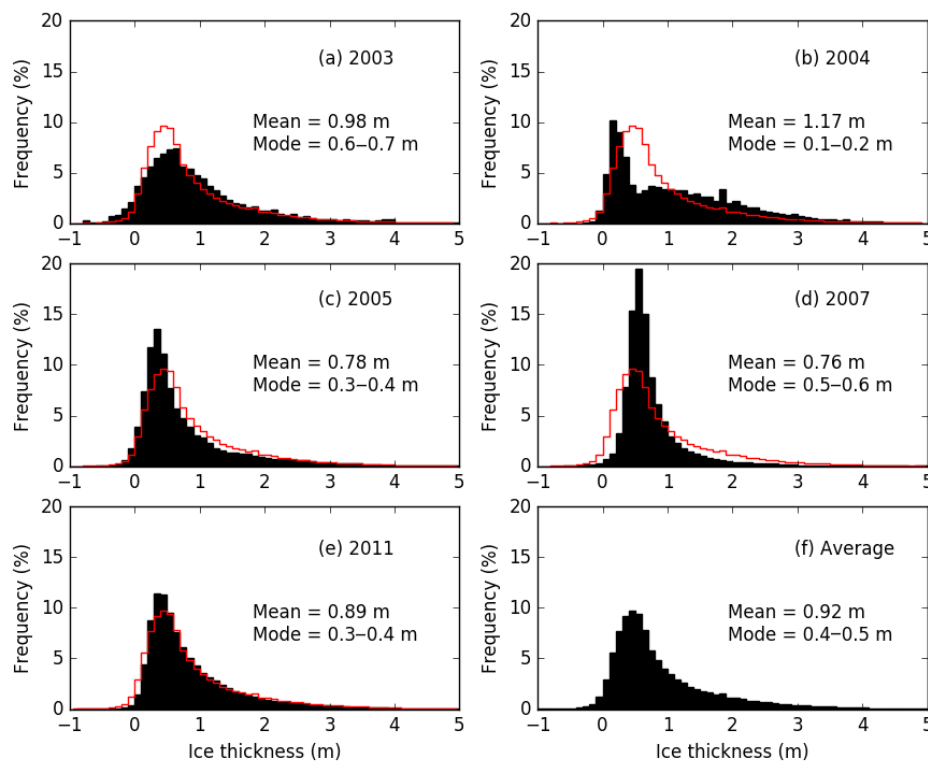 20
15
10
5
0
Frequency (%)
(a) 2003
Mean = 0.98 m
Mode = 0.6–0.7 m
−1 0 1 2 3 4 5
20
15
10
5
0
Frequency (%)
(b) 2004
Mean = 1.17 m
Mode = 0.1–0.2 m
−1 0 1 2 3 4 5
20
15
10
5
0
Frequency (%)
(c) 2005
Mean = 0.78 m
Mode = 0.3–0.4 m
−1 0 1 2 3 4 5
20
15
10
5
0
Frequency (%)
(d) 2007
Mean = 0.76 m
Mode = 0.5–0.6 m
−1 0 1 2 3 4 5
20
15
10
5
0
Frequency (%)
(e) 2011
Mean = 0.89 m
Mode = 0.3–0.4 m
−1 0 1 2 3 4 5
Ice thickness (m)
20
15
10
5
0
Frequency (%)
(f) Average
Mean = 0.92 m
Mode = 0.4–0.5 m
−1 0 1 2 3 4 5
Ice thickness (m)